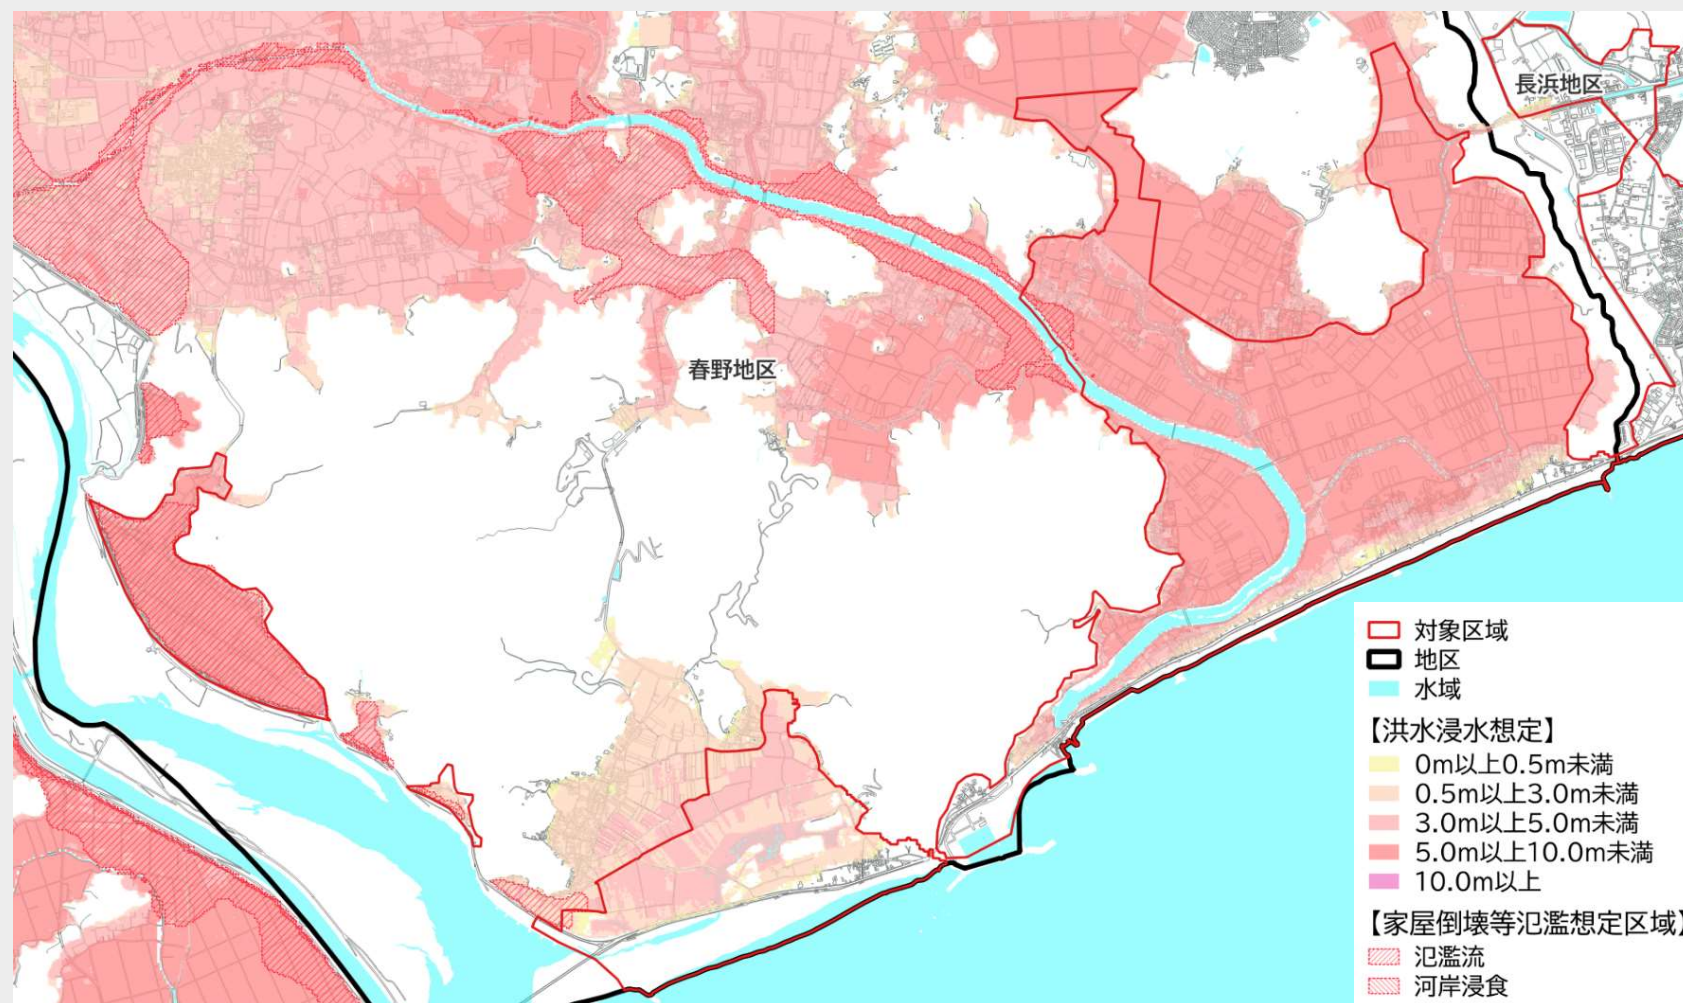 長浜地区
春野地区
対象区域
地区
水域
【洪水浸水想定】
0m以上0.5m未満
0.5m以上3.0m未満
3.0m以上5.0m未満
5.0m以上10.0m未満
10.0m以上
【家屋倒壊等氾濫想定区域】
氾濫流
河岸浸食